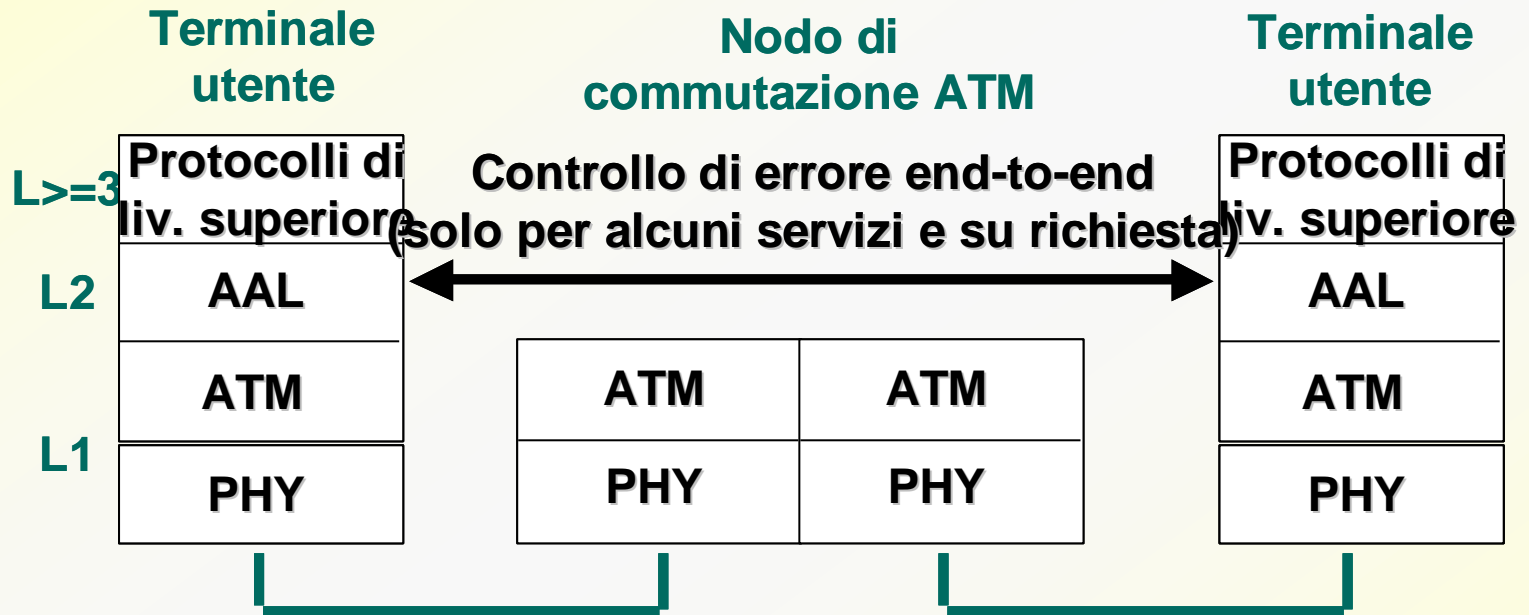 Terminale
utente
Nodo di
commutazione ATM
Terminale
utente
L>=3
Protocolli di
liv. superiore
Controllo di errore end-to-end
(solo per alcuni servizi e su richiesta)
Protocolli di
liv. superiore
L2
AAL
AAL
ATM
ATM
ATM
ATM
L1
PHY
PHY
PHY
PHY